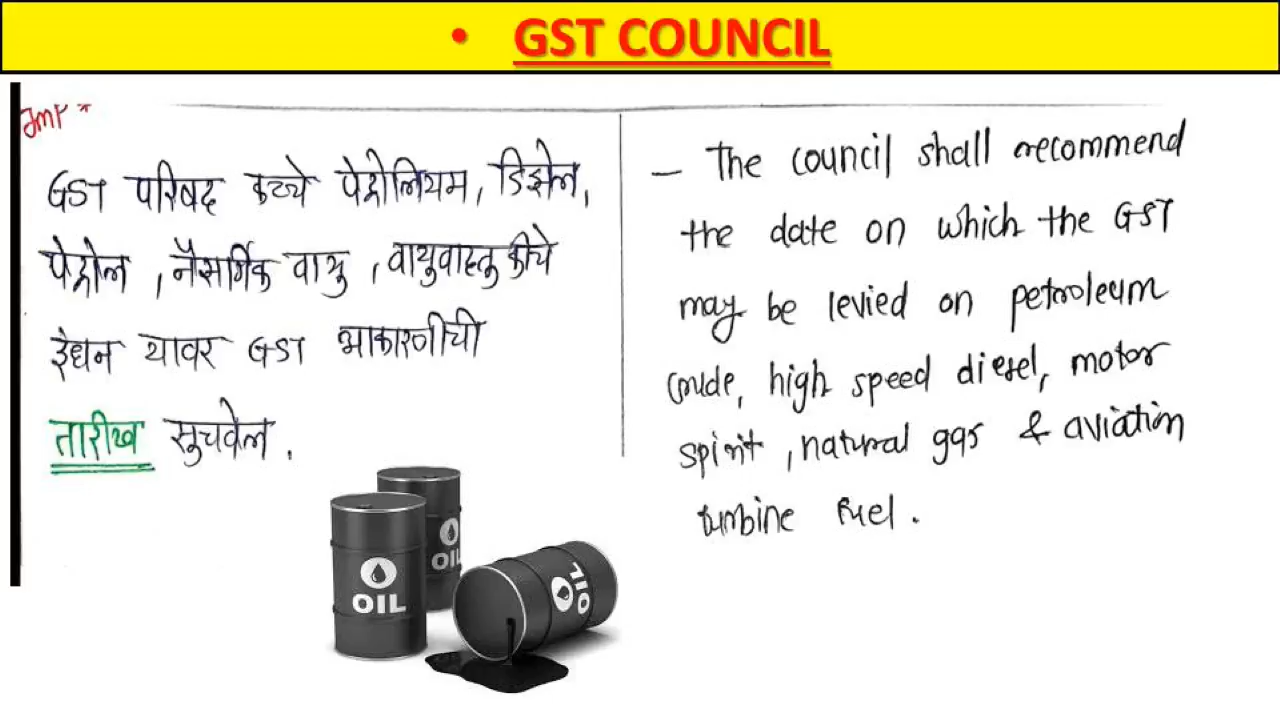 • GST COUNCIL
Imp *
GST परिषद कच्चे पेट्रोलियम, डिझेल,
पेट्रोल, नैसर्गिक वायु, वायुवास्तुकीचे
इंधन यावर GST आकारणीची
तारीख सुचवेल.
– The council shall recommend
the date on which the GST
may be levied on petroleum
crude, high speed diesel, motor
spirit, natural gas & aviation
turbine fuel.
OIL
OIL
OIL